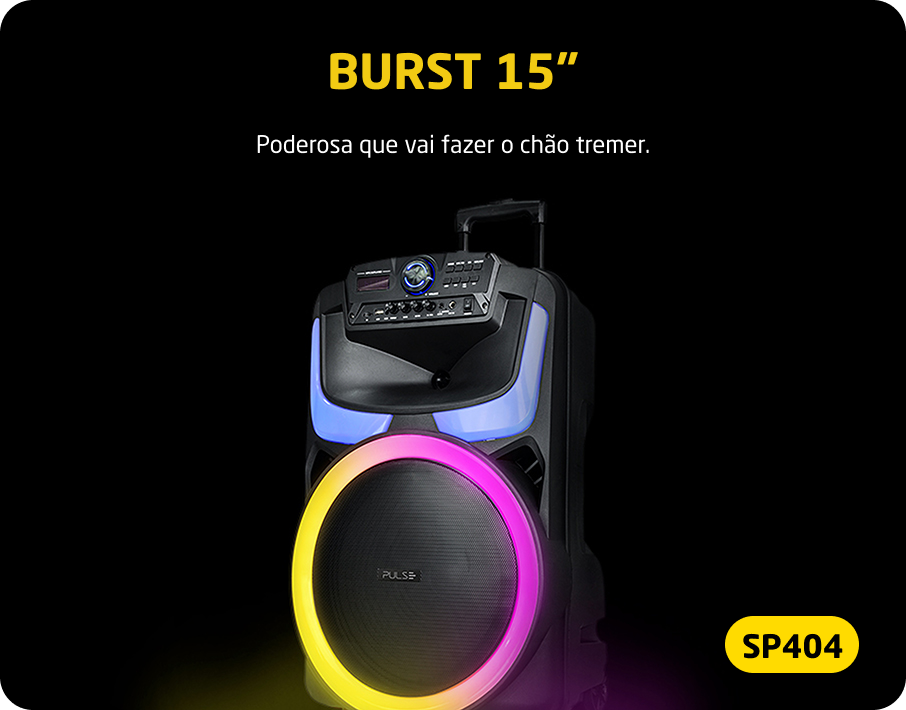 BURST 15”
Poderosa que vai fazer o chão tremer.
PULSE
SP404